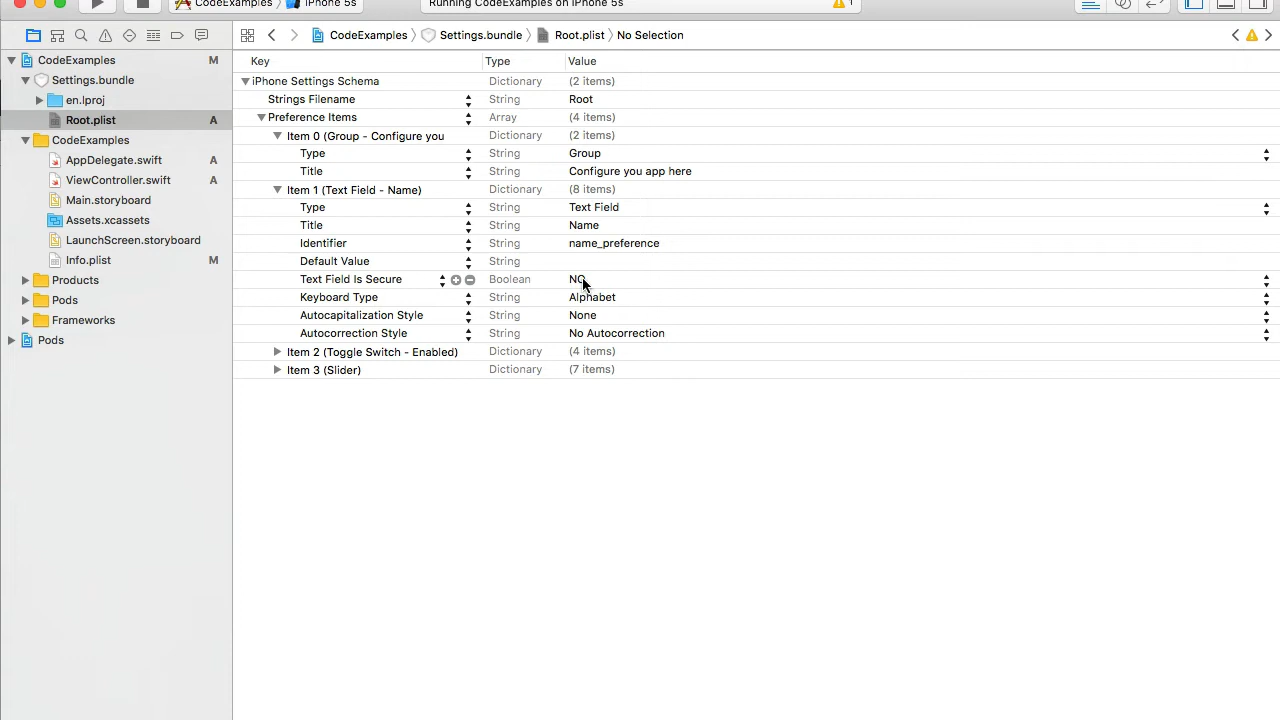 CodeExamples iPhone 5s Running CodeExamples on iPhone 5s 1
CodeExamples Settings.bundle Root.plist No Selection
CodeExamples M
Settings.bundle
en.lproj
Root.plist A
CodeExamples
AppDelegate.swift A
ViewController.swift A
Main.storyboard
Assets.xcassets
LaunchScreen.storyboard
Info.plist M
Products
Pods
Frameworks
Pods
Key Type Value
iPhone Settings Schema Dictionary (2 items)
Strings Filename String Root
Preference Items Array (4 items)
Item 0 (Group - Configure you Dictionary (2 items)
Type String Group
Title String Configure you app here
Item 1 (Text Field - Name) Dictionary (8 items)
Type String Text Field
Title String Name
Identifier String name_preference
Default Value String
Text Field Is Secure Boolean NO
Keyboard Type String Alphabet
Autocapitalization Style String None
Autocorrection Style String No Autocorrection
Item 2 (Toggle Switch - Enabled) Dictionary (4 items)
Item 3 (Slider) Dictionary (7 items)